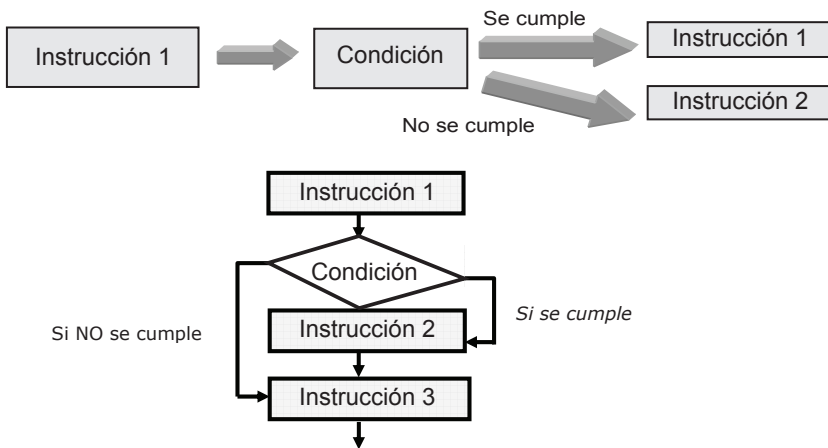 Se cumple
Instrucción 1
Condición
Instrucción 1
Instrucción 2
No se cumple
Instrucción 1
Condición
Si se cumple
Si NO se cumple
Instrucción 2
Instrucción 3